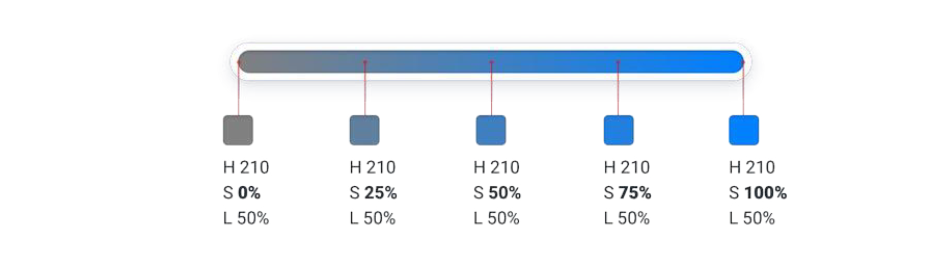 H 210 H 210 H 210 H 210 H 210
S 0% S 25% S 50% S 75% S 100%
L 50% L 50% L 50% L 50% L 50%